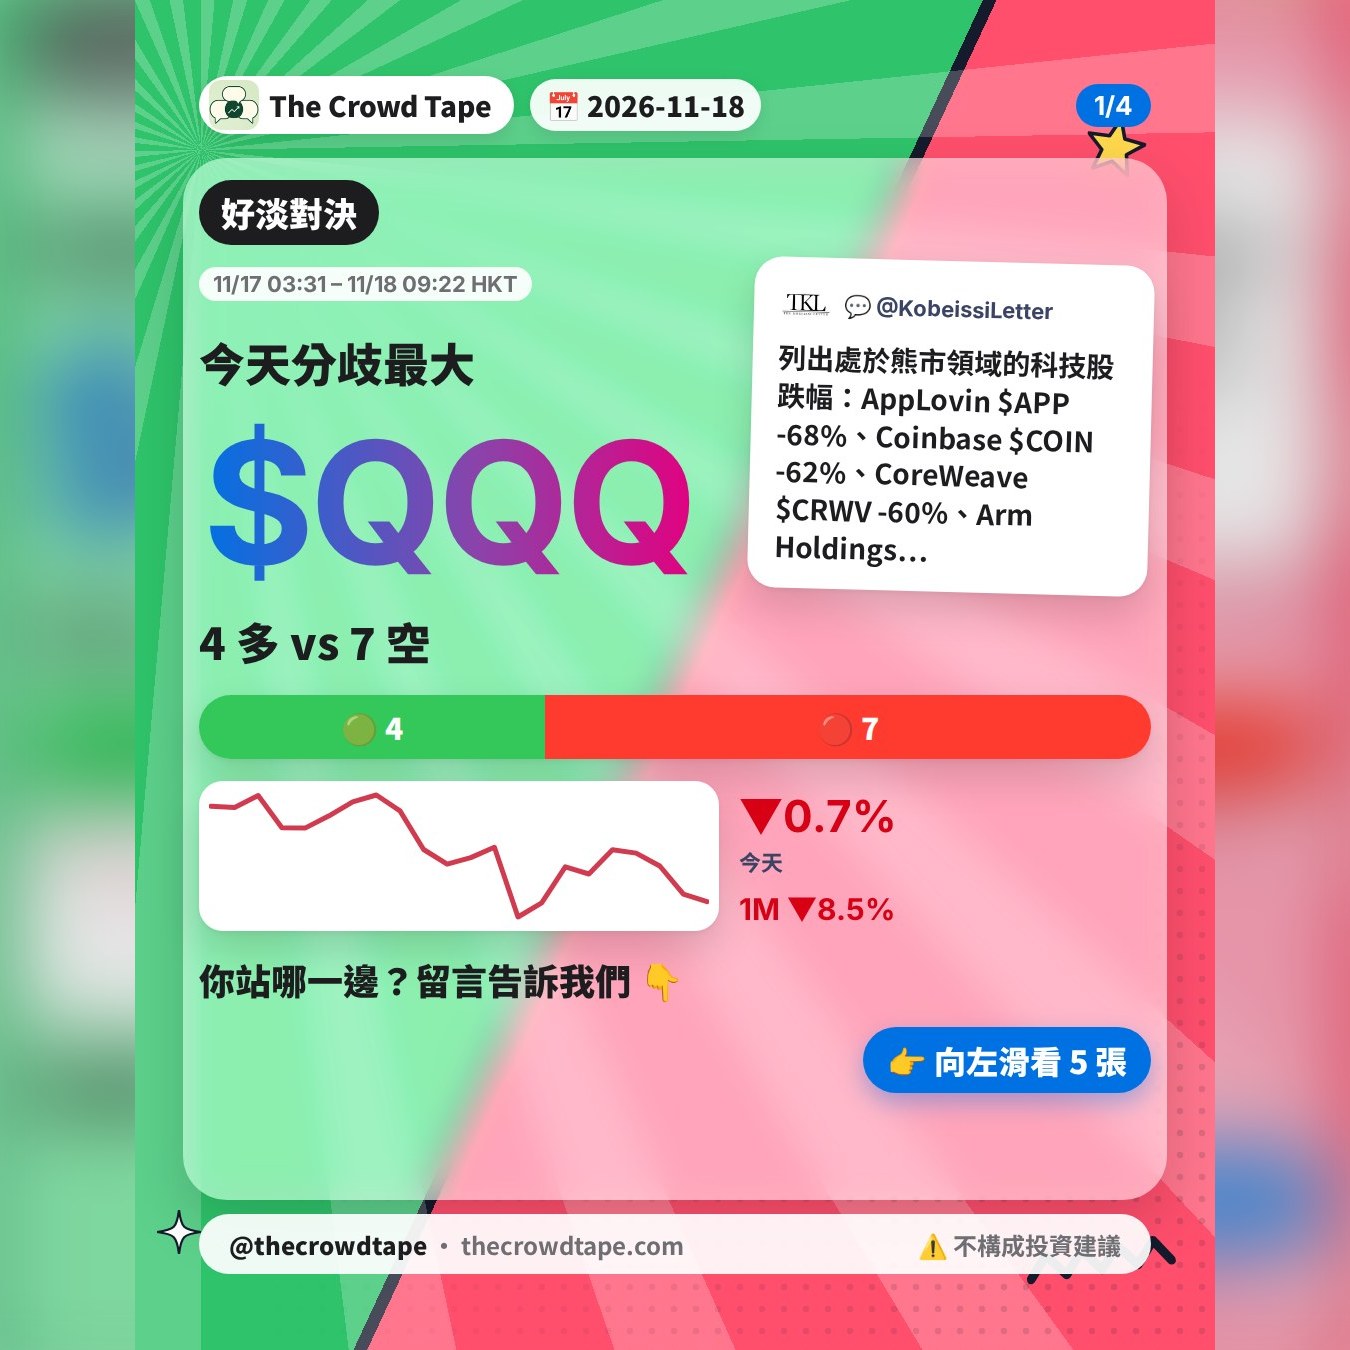 The Crowd Tape
July
17
2026-11-18
1/4
好淡對決
11/17 03:31 – 11/18 09:22 HKT
今天分歧最大
$QQQ
4 多 vs 7 空
TKL
@KobeissiLetter
列出處於熊市領域的科技股
跌幅：AppLovin $APP
-68%、Coinbase $COIN
-62%、CoreWeave
$CRWV -60%、Arm
Holdings…
4
7
▼0.7%
今天
1M ▼8.5%
你站哪一邊？留言告訴我們 👇
👉 向左滑看 5 張
@thecrowdtape • thecrowdtape.com
⚠️ 不構成投資建議